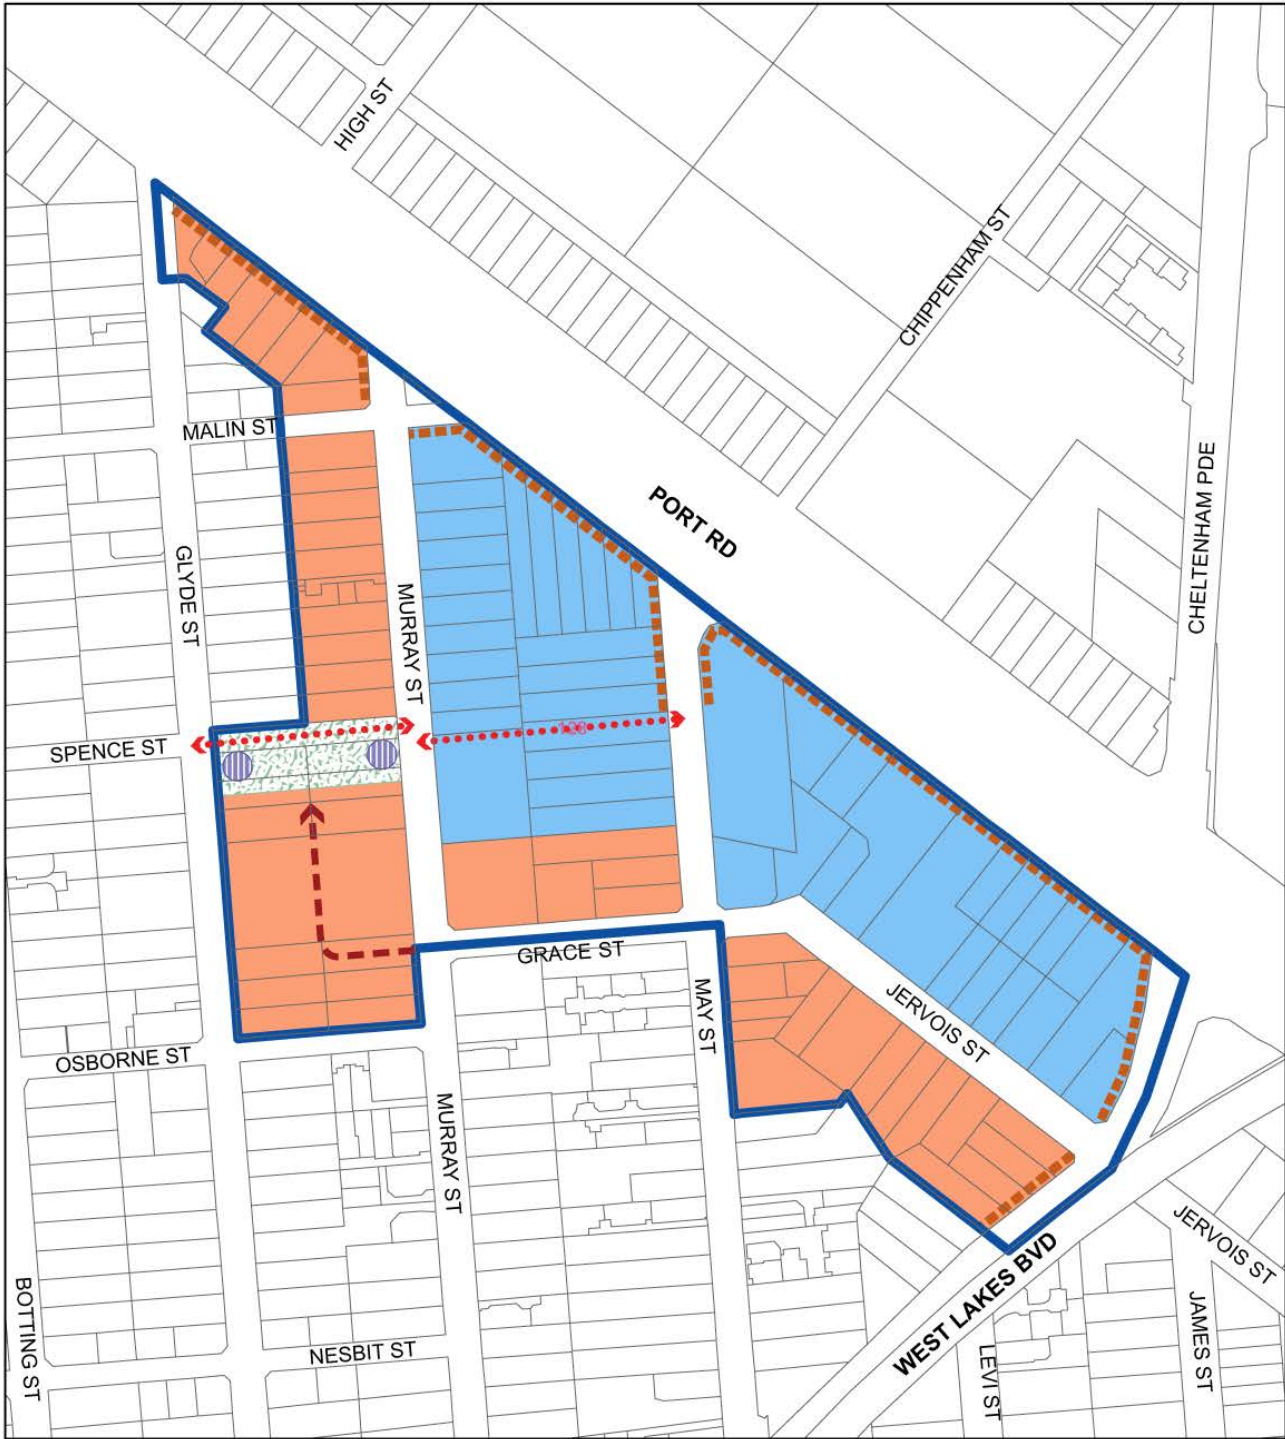 HIGH ST
CHIPPENHAM ST
MALIN ST
PORT RD
CHELTENHAM PDE
GLYDE ST
MURRAY ST
SPENCE ST
GRACE ST
MAY ST
JERVOIS ST
OSBORNE ST
MURRAY ST
JERVOIS ST
WEST LAKES BVD
BOTTING ST
NESBIT ST
LEVI ST
JAMES ST